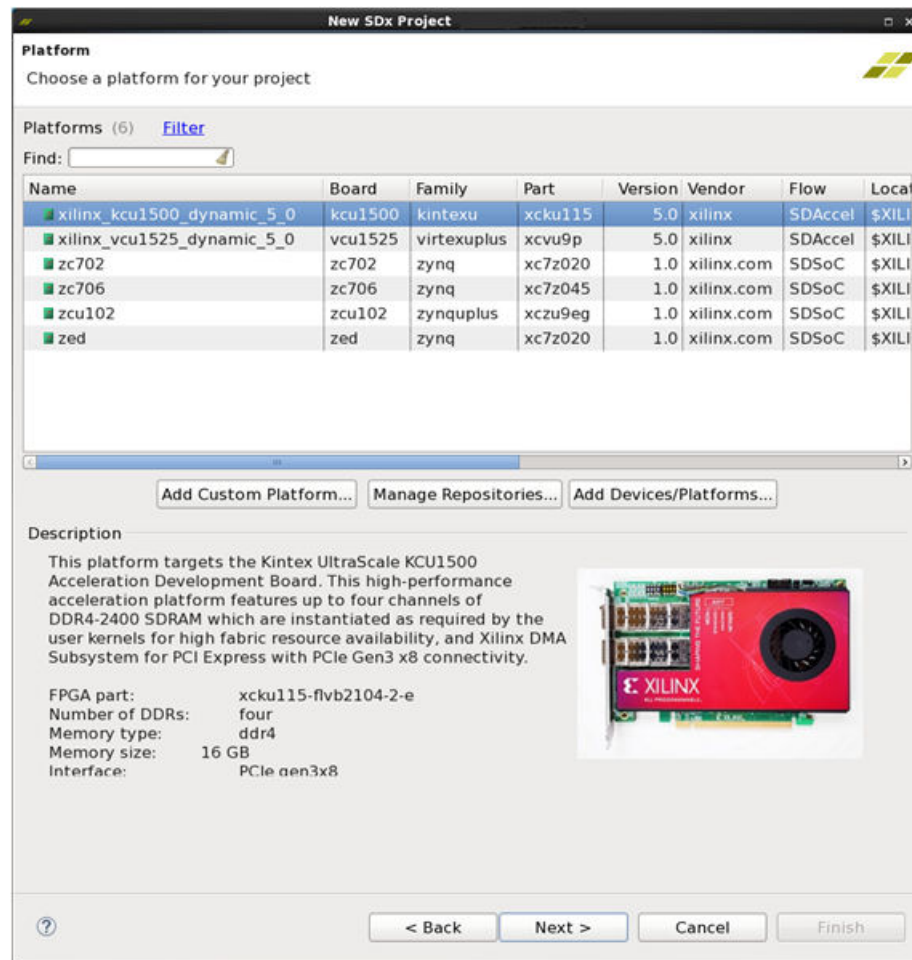 New SDx Project
Platform
Choose a platform for your project
Platforms (6) Filter
Find:
Name Board Family Part Version Vendor Flow Locat
xilinx_kcu1500_dynamic_5_0 kcu1500 kintexu xcku115 5.0 xilinx SDAccel $XILI
xilinx_vcu1525_dynamic_5_0 vcu1525 virtexuplus xcvu9p 5.0 xilinx SDAccel $XILI
zc702 zc702 zynq xc7z020 1.0 xilinx.com SDSoC $XILI
zc706 zc706 zynq xc7z045 1.0 xilinx.com SDSoC $XILI
zcu102 zcu102 zynquplus xczu9eg 1.0 xilinx.com SDSoC $XILI
zed zed zynq xc7z020 1.0 xilinx.com SDSoC $XILI
Add Custom Platform... Manage Repositories... Add Devices/Platforms...
Description
This platform targets the Kintex UltraScale KCU1500
Acceleration Development Board. This high-performance
acceleration platform features up to four channels of
DDR4-2400 SDRAM which are instantiated as required by the
user kernels for high fabric resource availability, and Xilinx DMA
Subsystem for PCI Express with PCIe Gen3 x8 connectivity.
FPGA part: xcku115-flvb2104-2-e
Number of DDRs: four
Memory type: ddr4
Memory size: 16 GB
Interface: PCIe gen3x8
XILINX
ALL PROGRAMMABLE
SHAPING THE FUTURE
? < Back Next > Cancel Finish